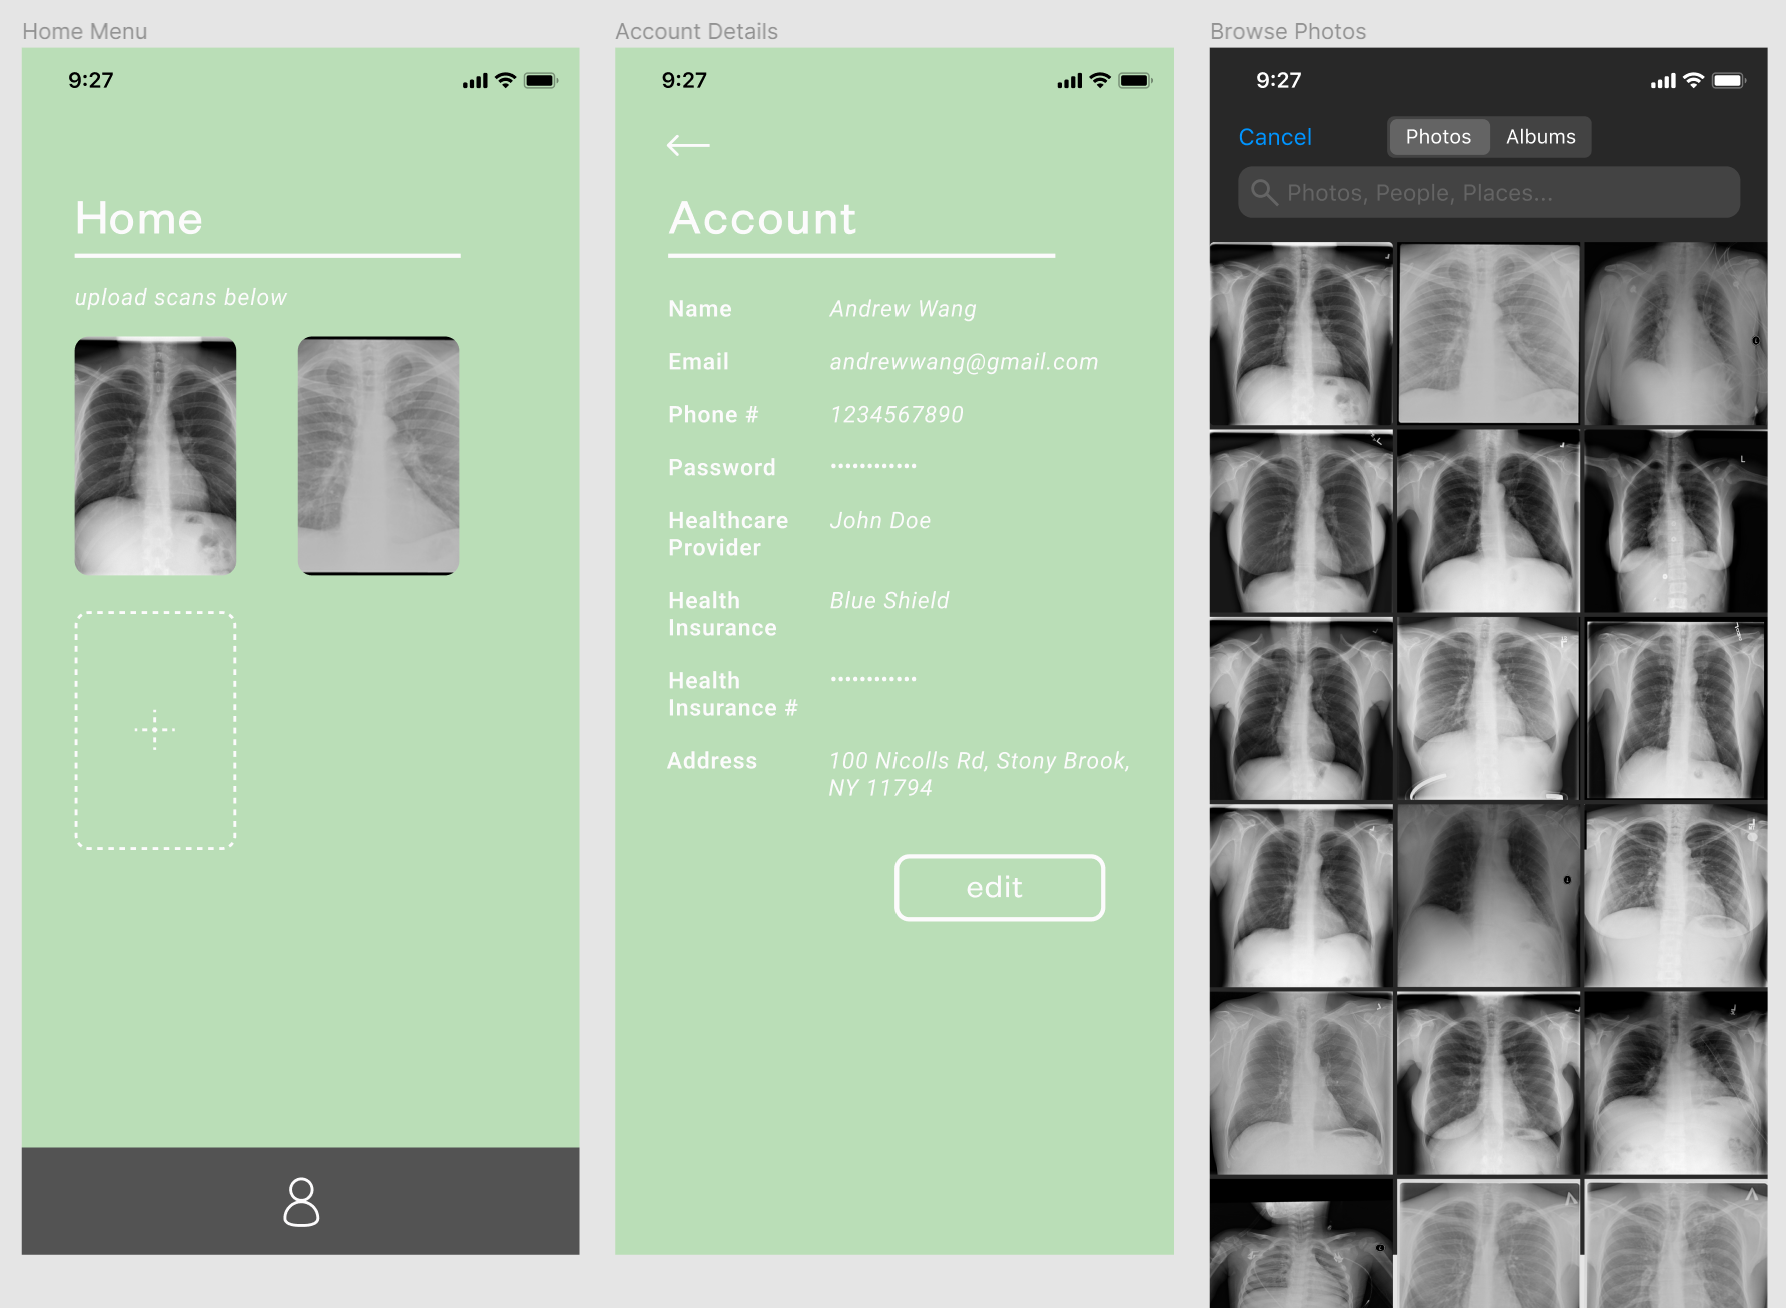 Home Menu
9:27
Home
upload scans below
Account Details
9:27
Account
Name Andrew Wang
Email andrewwang@gmail.com
Phone # 1234567890
Password ••••••••••••
Healthcare John Doe
Provider
Health Blue Shield
Insurance
Health ••••••••••••
Insurance #
Address 100 Nicolls Rd, Stony Brook,
NY 11794
edit
Browse Photos
9:27
Cancel Photos Albums
Photos, People, Places...
L